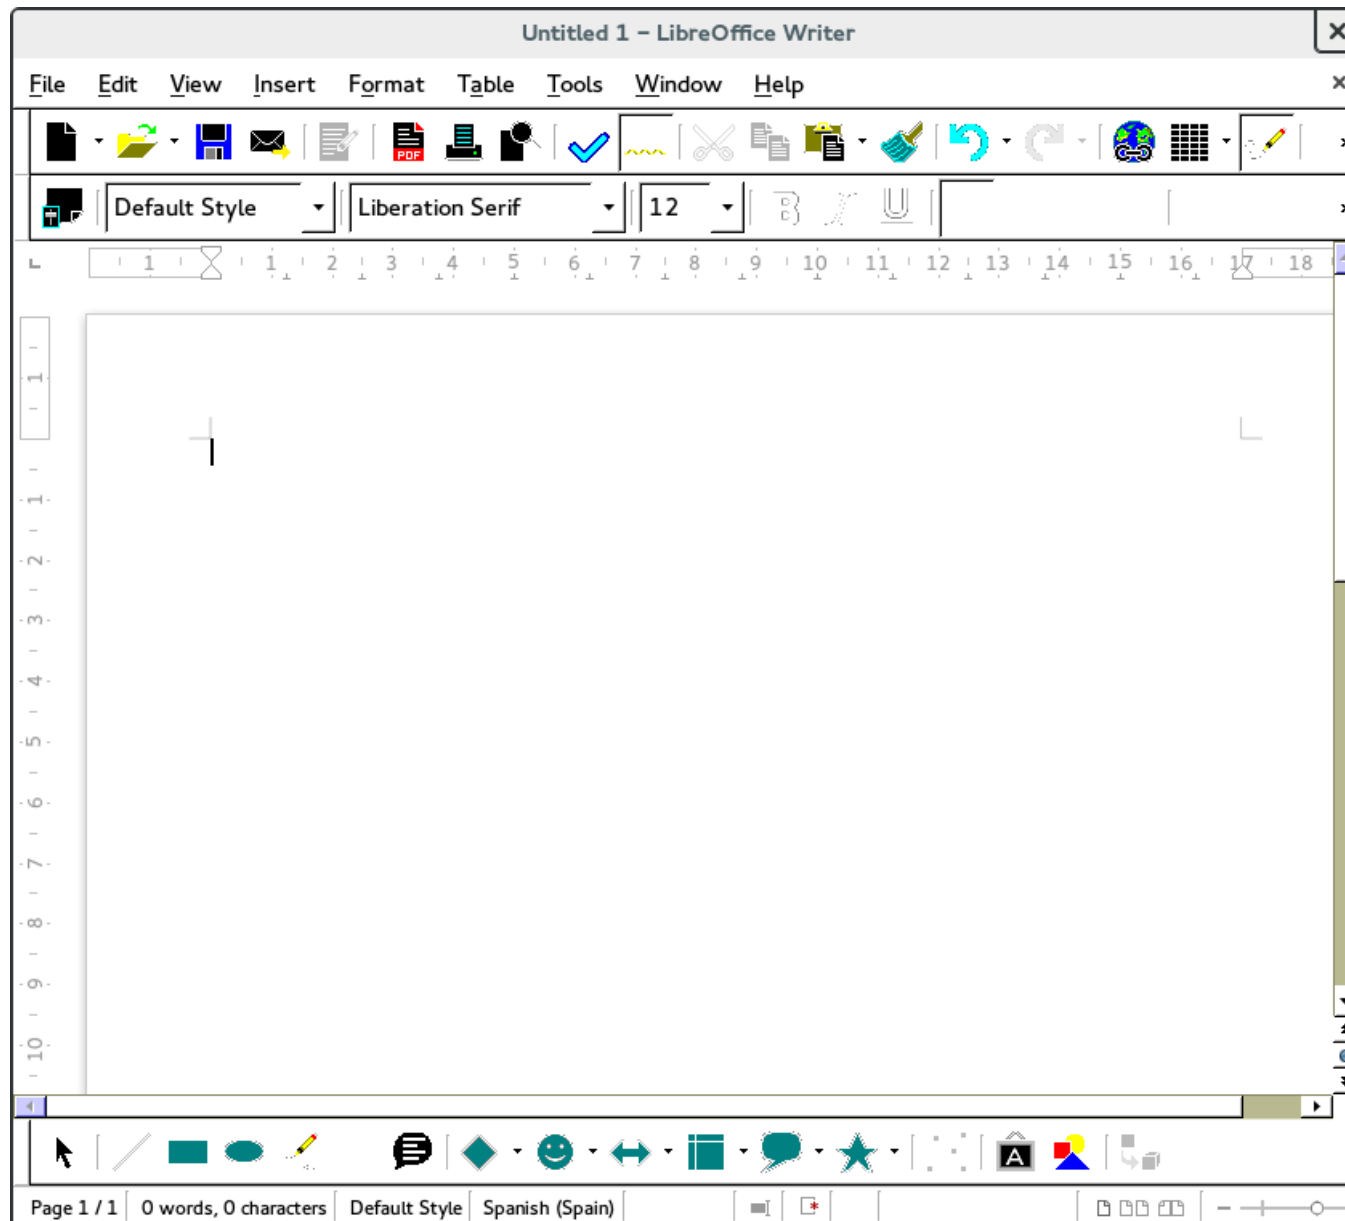 Untitled 1 – LibreOffice Writer
File Edit View Insert Format Table Tools Window Help
PDF
Default Style Liberation Serif 12 B I U
1 1 2 3 4 5 6 7 8 9 10 11 12 13 14 15 16 17 18
1
1
2
3
4
5
6
7
8
9
10
A
Page 1 / 1 0 words, 0 characters Default Style Spanish (Spain)